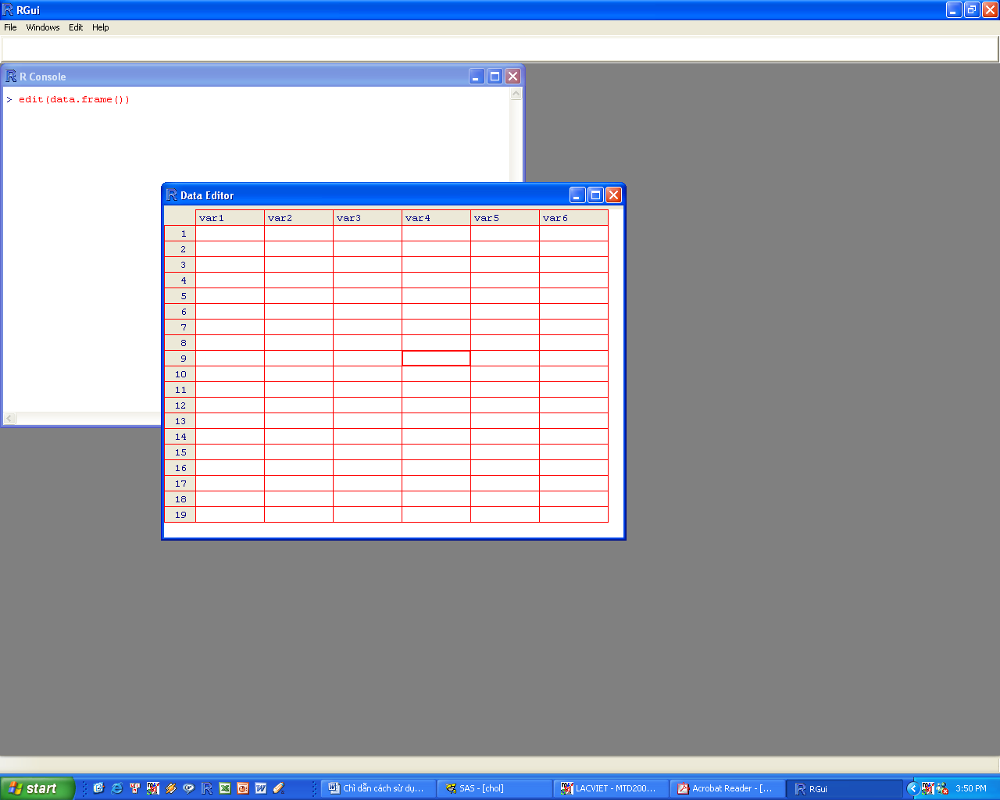 RGui
File Windows Edit Help
R Console
> edit(data.frame())
Data Editor
var1 var2 var3 var4 var5 var6
1
2
3
4
5
6
7
8
9
10
11
12
13
14
15
16
17
18
19
start
Chỉ dẫn cách sử dụ...
SAS - [chol]
LACVIET - MTD200...
Acrobat Reader - [...
RGui
3:50 PM